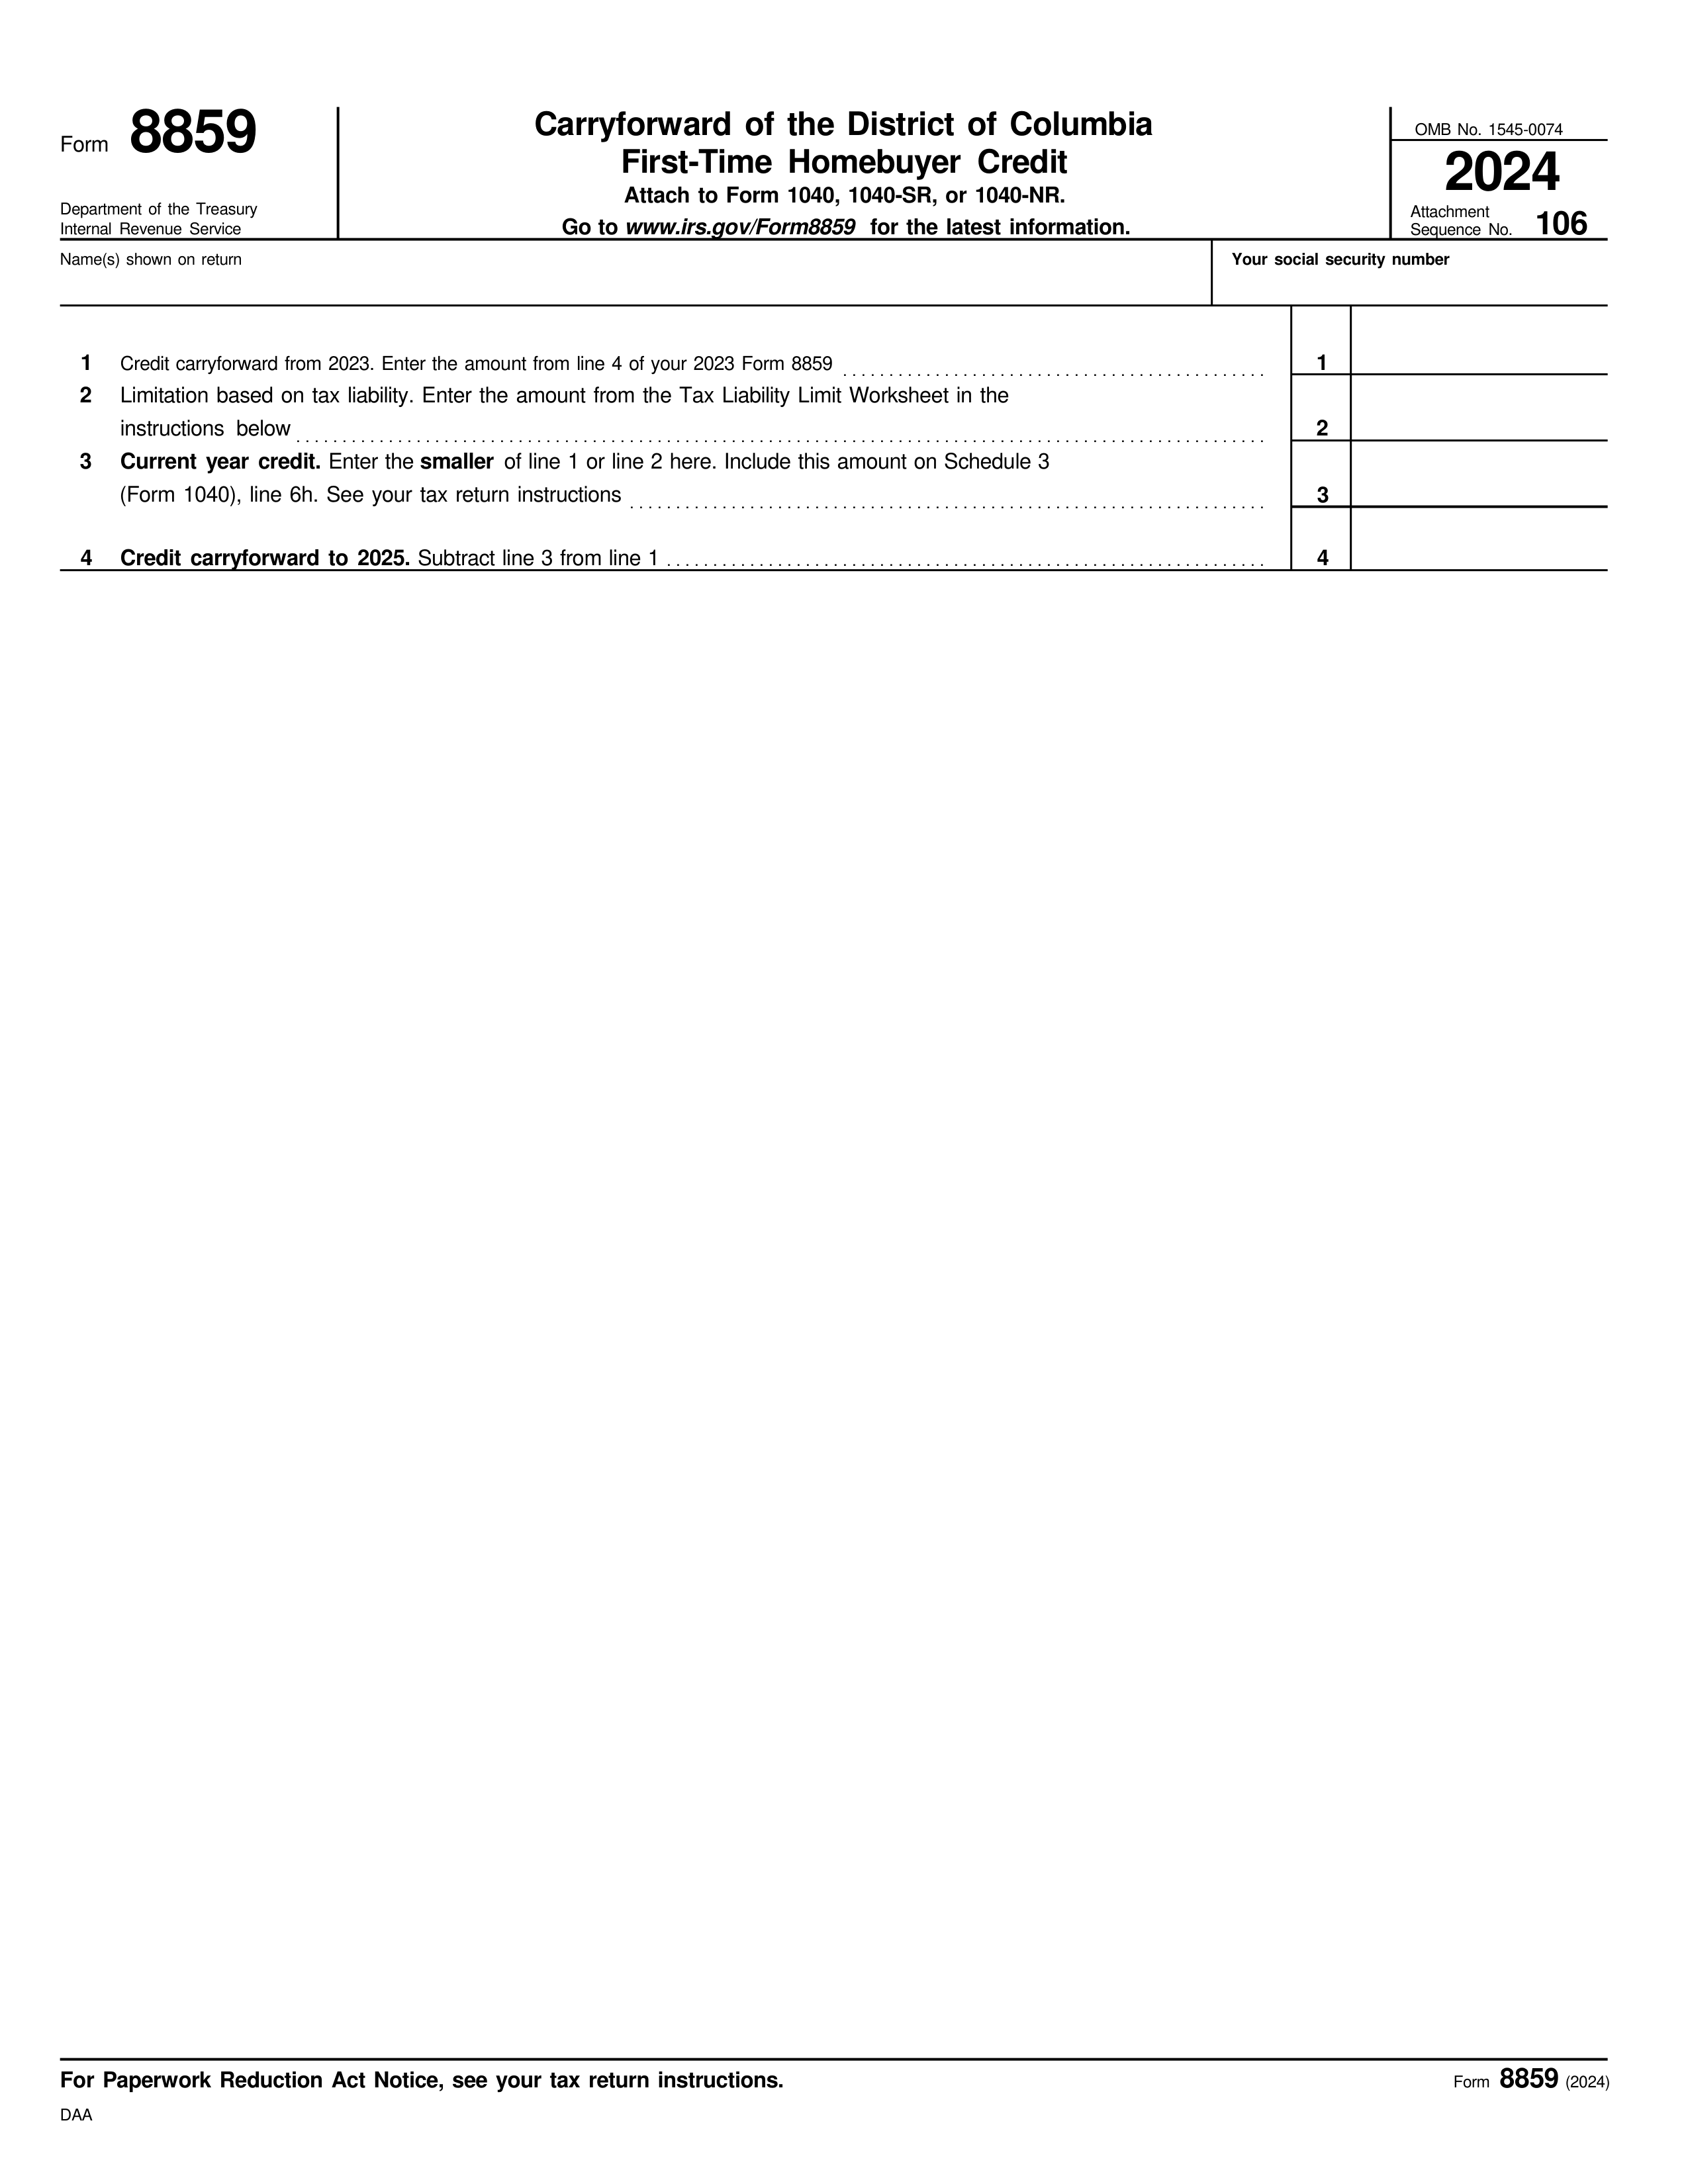 Form 8859
Department of the Treasury
Internal Revenue Service
Carryforward of the District of Columbia
First-Time Homebuyer Credit
Attach to Form 1040, 1040-SR, or 1040-NR.
Go to www.irs.gov/Form8859 for the latest information.
OMB No. 1545-0074
2024
Attachment
Sequence No. 106
Name(s) shown on return
Your social security number
1 Credit carryforward from 2023. Enter the amount from line 4 of your 2023 Form 8859 1
2 Limitation based on tax liability. Enter the amount from the Tax Liability Limit Worksheet in the
instructions below 2
3 Current year credit. Enter the smaller of line 1 or line 2 here. Include this amount on Schedule 3
(Form 1040), line 6h. See your tax return instructions 3
4 Credit carryforward to 2025. Subtract line 3 from line 1 4
For Paperwork Reduction Act Notice, see your tax return instructions.
Form 8859 (2024)
DAA